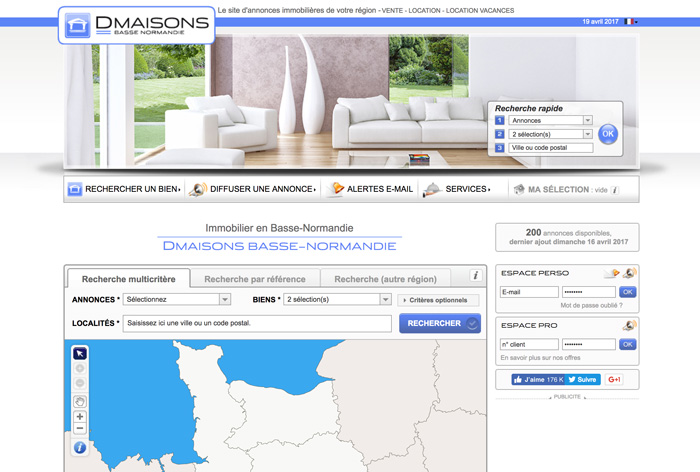 Le site d'annonces immobilières de votre région - VENTE - LOCATION - LOCATION VACANCES
DMAISONS
BASSE NORMANDIE
19 avril 2017
Recherche rapide
1 Annonces
2 2 sélection(s)
OK
3 Ville ou code postal
RECHERCHER UN BIEN
DIFFUSER UNE ANNONCE
ALERTES E-MAIL
SERVICES
MA SÉLECTION : vide i
Immobilier en Basse-Normandie
DMAISONS BASSE-NORMANDIE
200 annonces disponibles,
dernier ajout dimanche 16 avril 2017
Recherche multicritère
Recherche par référence
Recherche (autre région)
i
ANNONCES * Sélectionnez
BIENS * 2 sélection(s)
Critères optionnels
LOCALITÉS * Saisissez ici une ville ou un code postal.
RECHERCHER
ESPACE PERSO
E-mail •••••••• OK
Mot de passe oublié ?
ESPACE PRO
n° client •••••••• OK
En savoir plus sur nos offres
J'aime 176 K
Suivre
G+1
PUBLICITÉ
+
−
i